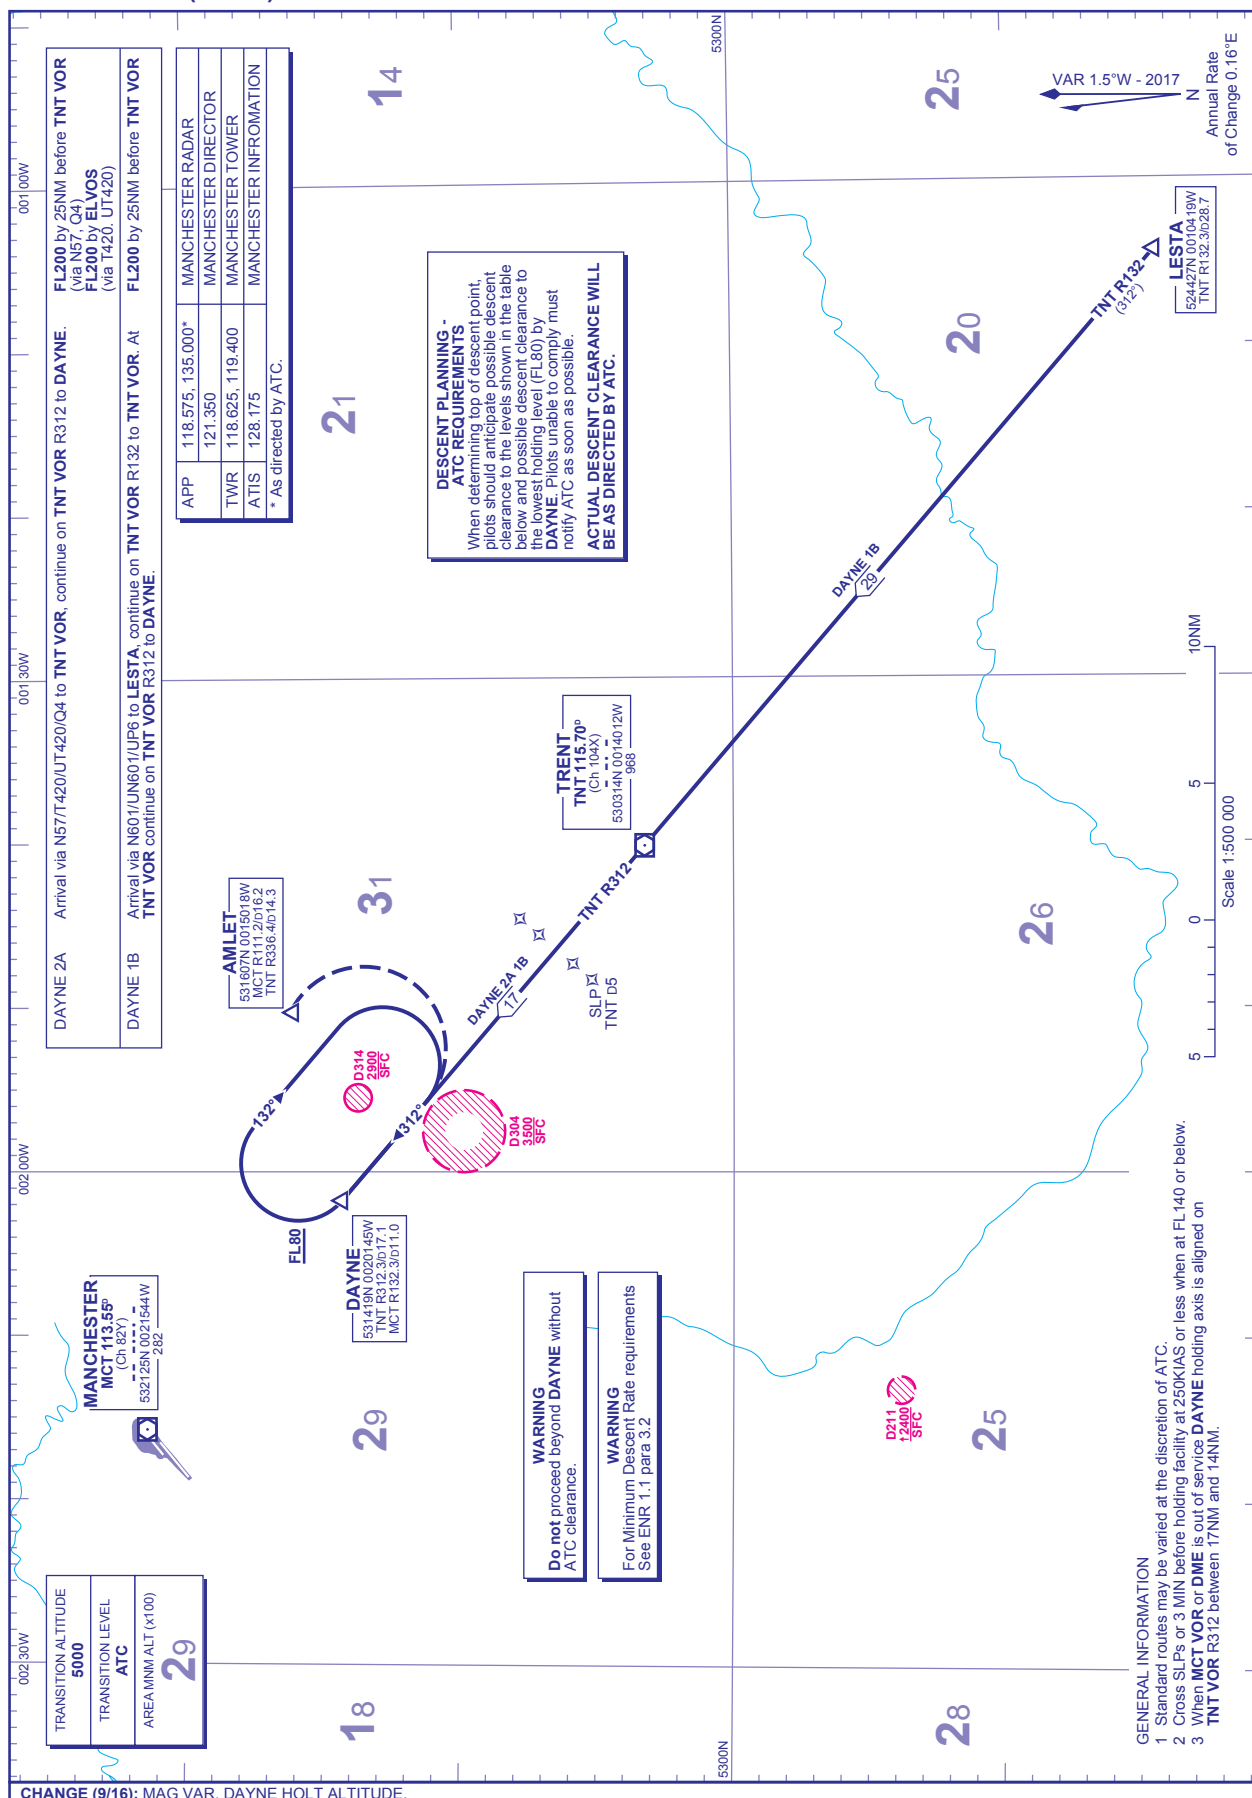 DAYNE 2A Arrival via N57/T420/UT420/Q4 to TNT VOR, continue on TNT VOR R312 to DAYNE. FL200 by 25NM before TNT VOR
(via N57, Q4)
FL200 by ELVOS
(via T420. UT420)
DAYNE 1B Arrival via N601/UN601/UP6 to LESTA, continue on TNT VOR R132 to TNT VOR. At FL200 by 25NM before TNT VOR
TNT VOR continue on TNT VOR R312 to DAYNE.
APP 118.575, 135.000* MANCHESTER RADAR
121.350 MANCHESTER DIRECTOR
TWR 118.625, 119.400 MANCHESTER TOWER
ATIS 128.175 MANCHESTER INFROMATION
* As directed by ATC.
TRANSITION ALTITUDE
5000
TRANSITION LEVEL
ATC
AREA MNM ALT (x100)
29
002 30W
002 00W
001 30W
001 00W
MANCHESTER
MCT 113.55D
(Ch 82Y)
532125N 0021544W
282
AMLET
531607N 0015018W
MCT R111.2/D16.2
TNT R336.4/D14.3
FL80
132°
312°
D314
2900
SFC
D304
3500
SFC
DAYNE
531419N 0020145W
TNT R312.3/D17.1
MCT R132.3/D11.0
DAYNE 2A 1B
17
TNT R312
SLP
TNT D5
TRENT
TNT 115.70D
(Ch 104X)
530314N 0014012W
968
DESCENT PLANNING -
ATC REQUIREMENTS
When determining top of descent point,
pilots should anticipate possible descent
clearance to the levels shown in the table
below and possible descent clearance to
the lowest holding level (FL80) by
DAYNE. Pilots unable to comply must
notify ATC as soon as possible.
ACTUAL DESCENT CLEARANCE WILL
BE AS DIRECTED BY ATC.
WARNING
Do not proceed beyond DAYNE without
ATC clearance.
WARNING
For Minimum Descent Rate requirements
See ENR 1.1 para 3.2
18
29
31
21
14
5300N
5300N
DAYNE 1B
29
D211
↑2400
SFC
28
25
26
20
25
TNT R132
(312°)
LESTA
524427N 0010419W
TNT R132.3/D28.7
VAR 1.5°W - 2017
N
Annual Rate
of Change 0.16°E
GENERAL INFORMATION
1 Standard routes may be varied at the discretion of ATC.
2 Cross SLPs or 3 MIN before holding facility at 250KIAS or less when at FL140 or below.
3 When MCT VOR or DME is out of service DAYNE holding axis is aligned on
TNT VOR R312 between 17NM and 14NM.
5 0 5 10NM
Scale 1:500 000
CHANGE (9/16): MAG VAR. DAYNE HOLT ALTITUDE.